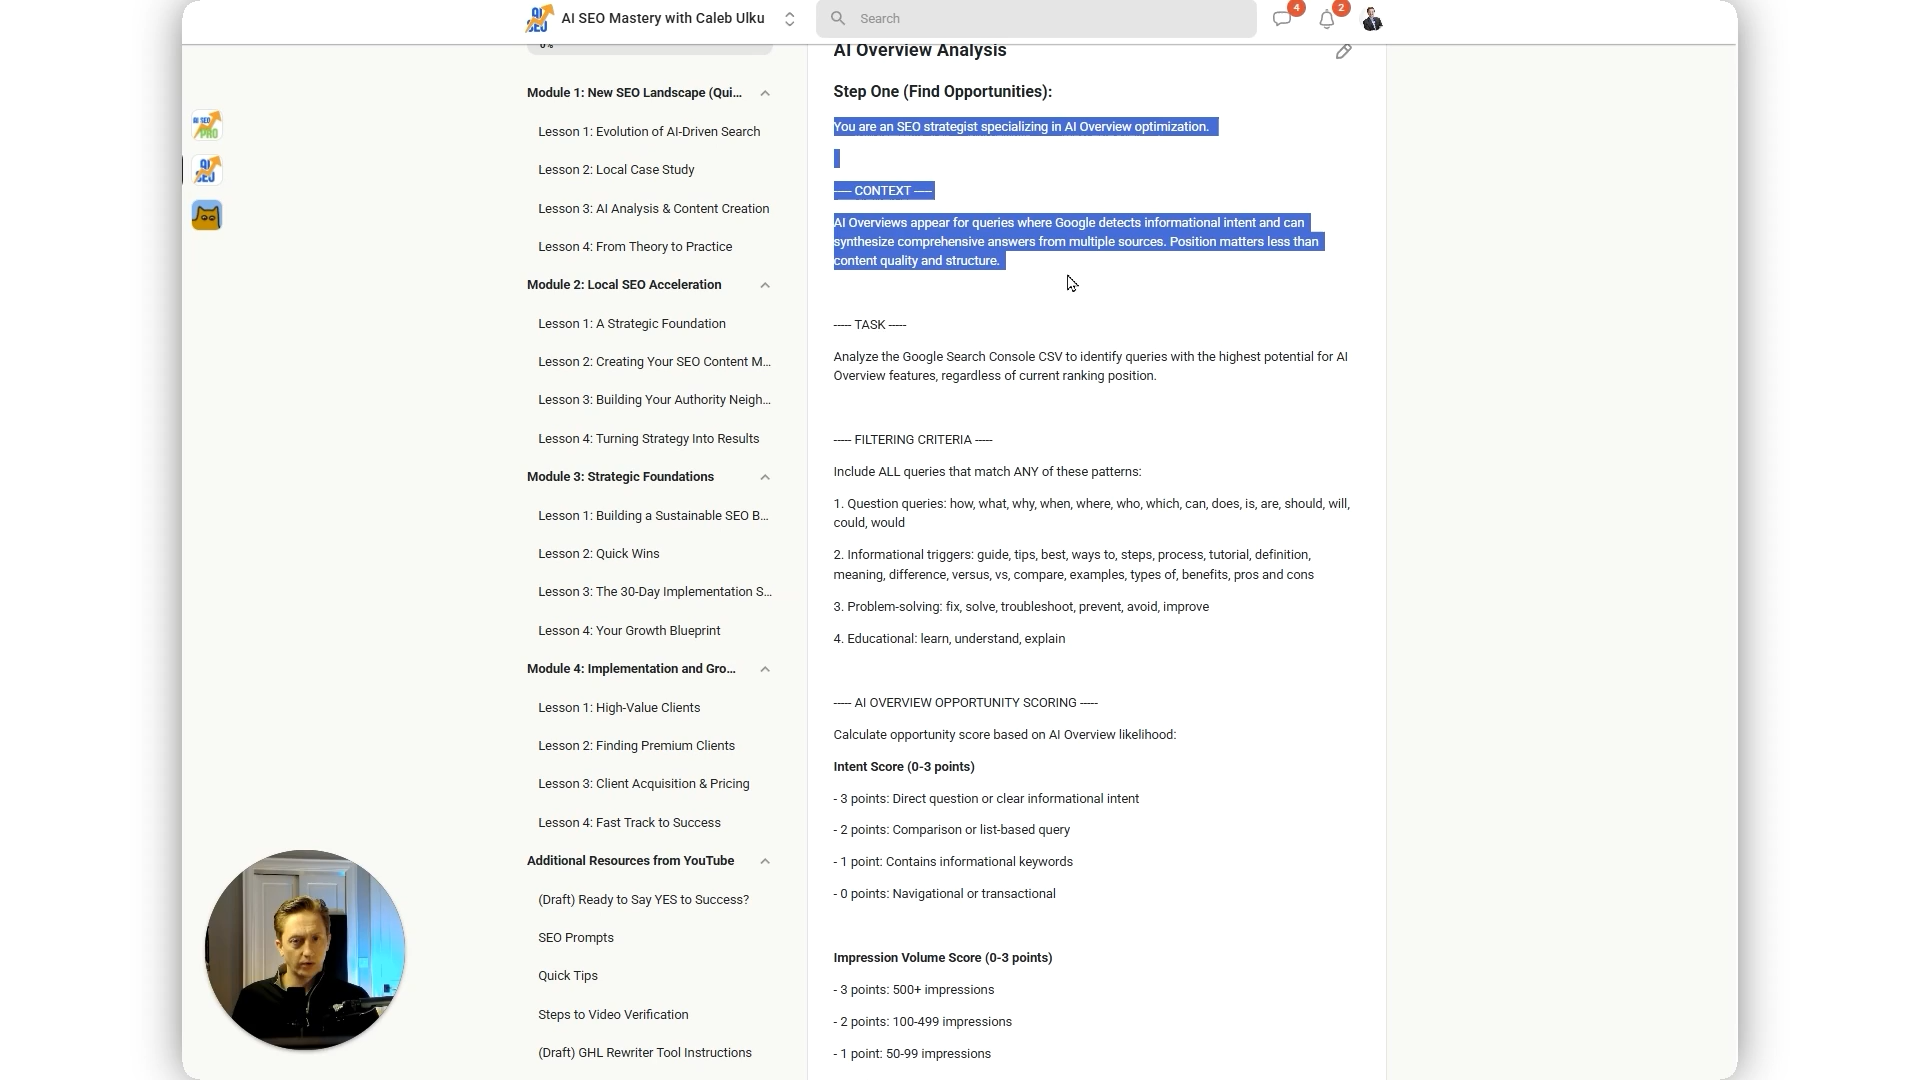 AI SEO Mastery with Caleb Ulku
Search
4
2
AI SEO PRO
AI SEO
0%
Module 1: New SEO Landscape (Qui...
Lesson 1: Evolution of AI-Driven Search
Lesson 2: Local Case Study
Lesson 3: AI Analysis & Content Creation
Lesson 4: From Theory to Practice
Module 2: Local SEO Acceleration
Lesson 1: A Strategic Foundation
Lesson 2: Creating Your SEO Content M...
Lesson 3: Building Your Authority Neigh...
Lesson 4: Turning Strategy Into Results
Module 3: Strategic Foundations
Lesson 1: Building a Sustainable SEO B...
Lesson 2: Quick Wins
Lesson 3: The 30-Day Implementation S...
Lesson 4: Your Growth Blueprint
Module 4: Implementation and Gro...
Lesson 1: High-Value Clients
Lesson 2: Finding Premium Clients
Lesson 3: Client Acquisition & Pricing
Lesson 4: Fast Track to Success
Additional Resources from YouTube
(Draft) Ready to Say YES to Success?
SEO Prompts
Quick Tips
Steps to Video Verification
(Draft) GHL Rewriter Tool Instructions
AI Overview Analysis
Step One (Find Opportunities):
You are an SEO strategist specializing in AI Overview optimization.
----- CONTEXT -----
AI Overviews appear for queries where Google detects informational intent and can
synthesize comprehensive answers from multiple sources. Position matters less than
content quality and structure.
----- TASK -----
Analyze the Google Search Console CSV to identify queries with the highest potential for AI
Overview features, regardless of current ranking position.
----- FILTERING CRITERIA -----
Include ALL queries that match ANY of these patterns:
1. Question queries: how, what, why, when, where, who, which, can, does, is, are, should, will,
could, would
2. Informational triggers: guide, tips, best, ways to, steps, process, tutorial, definition,
meaning, difference, versus, vs, compare, examples, types of, benefits, pros and cons
3. Problem-solving: fix, solve, troubleshoot, prevent, avoid, improve
4. Educational: learn, understand, explain
----- AI OVERVIEW OPPORTUNITY SCORING -----
Calculate opportunity score based on AI Overview likelihood:
Intent Score (0-3 points)
- 3 points: Direct question or clear informational intent
- 2 points: Comparison or list-based query
- 1 point: Contains informational keywords
- 0 points: Navigational or transactional
Impression Volume Score (0-3 points)
- 3 points: 500+ impressions
- 2 points: 100-499 impressions
- 1 point: 50-99 impressions